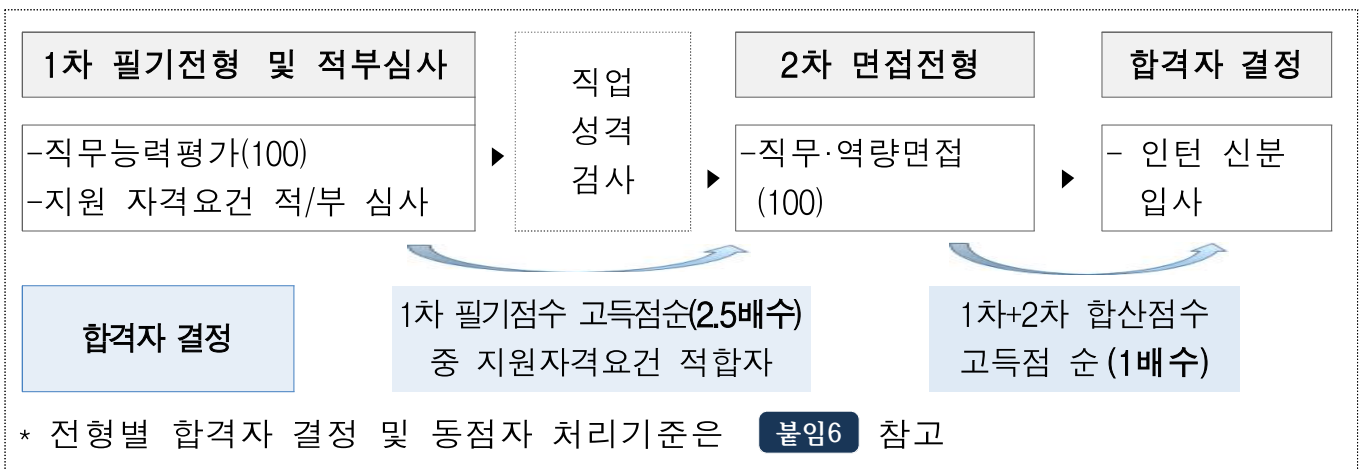 1차 필기전형 및 적부심사
-직무능력평가(100)
-지원 자격요건 적/부 심사
▶
직업
성격
검사
▶
2차 면접전형
-직무·역량면접
(100)
▶
합격자 결정
- 인턴 신분
입사
합격자 결정
1차 필기점수 고득점순(2.5배수)
중 지원자격요건 적합자
1차+2차 합산점수
고득점 순(1배수)
* 전형별 합격자 결정 및 동점자 처리기준은 붙임6 참고